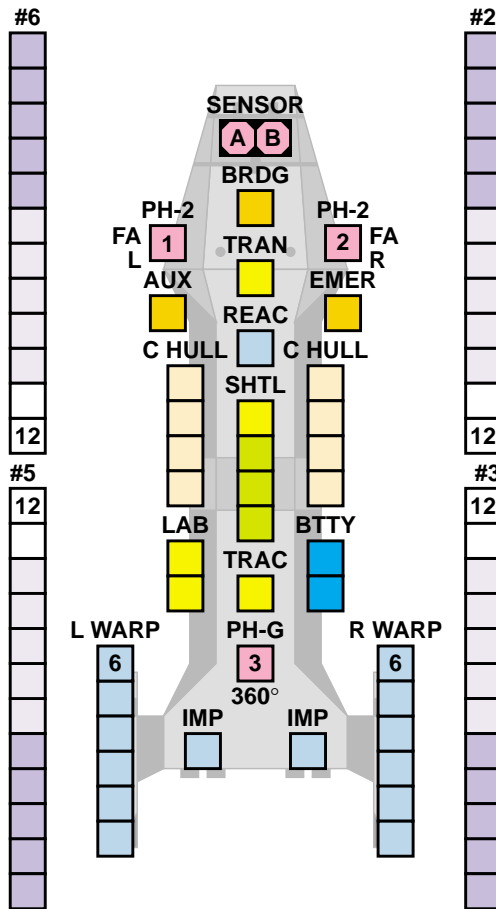 #6 #2
SENSOR
A B
BRDG
PH-2 PH-2
FA 1 TRAN 2 FA
L R
AUX EMER
REAC
C HULL C HULL
SHTL
12 12
#5 #3
12 12
LAB BTTY
TRAC
L WARP PH-G R WARP
6 3 6
360°
IMP IMP